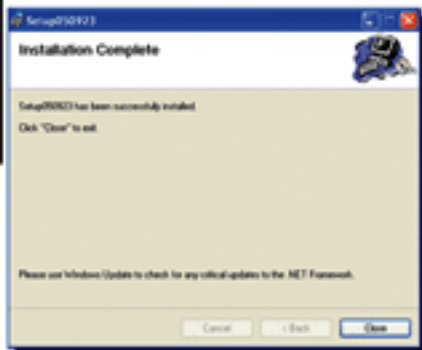 Setup050923
Installation Complete
Setup050923 has been successfully installed.
Click "Close" to exit.
Please use Windows Update to check for any critical updates to the .NET Framework.
Cancel < Back Close